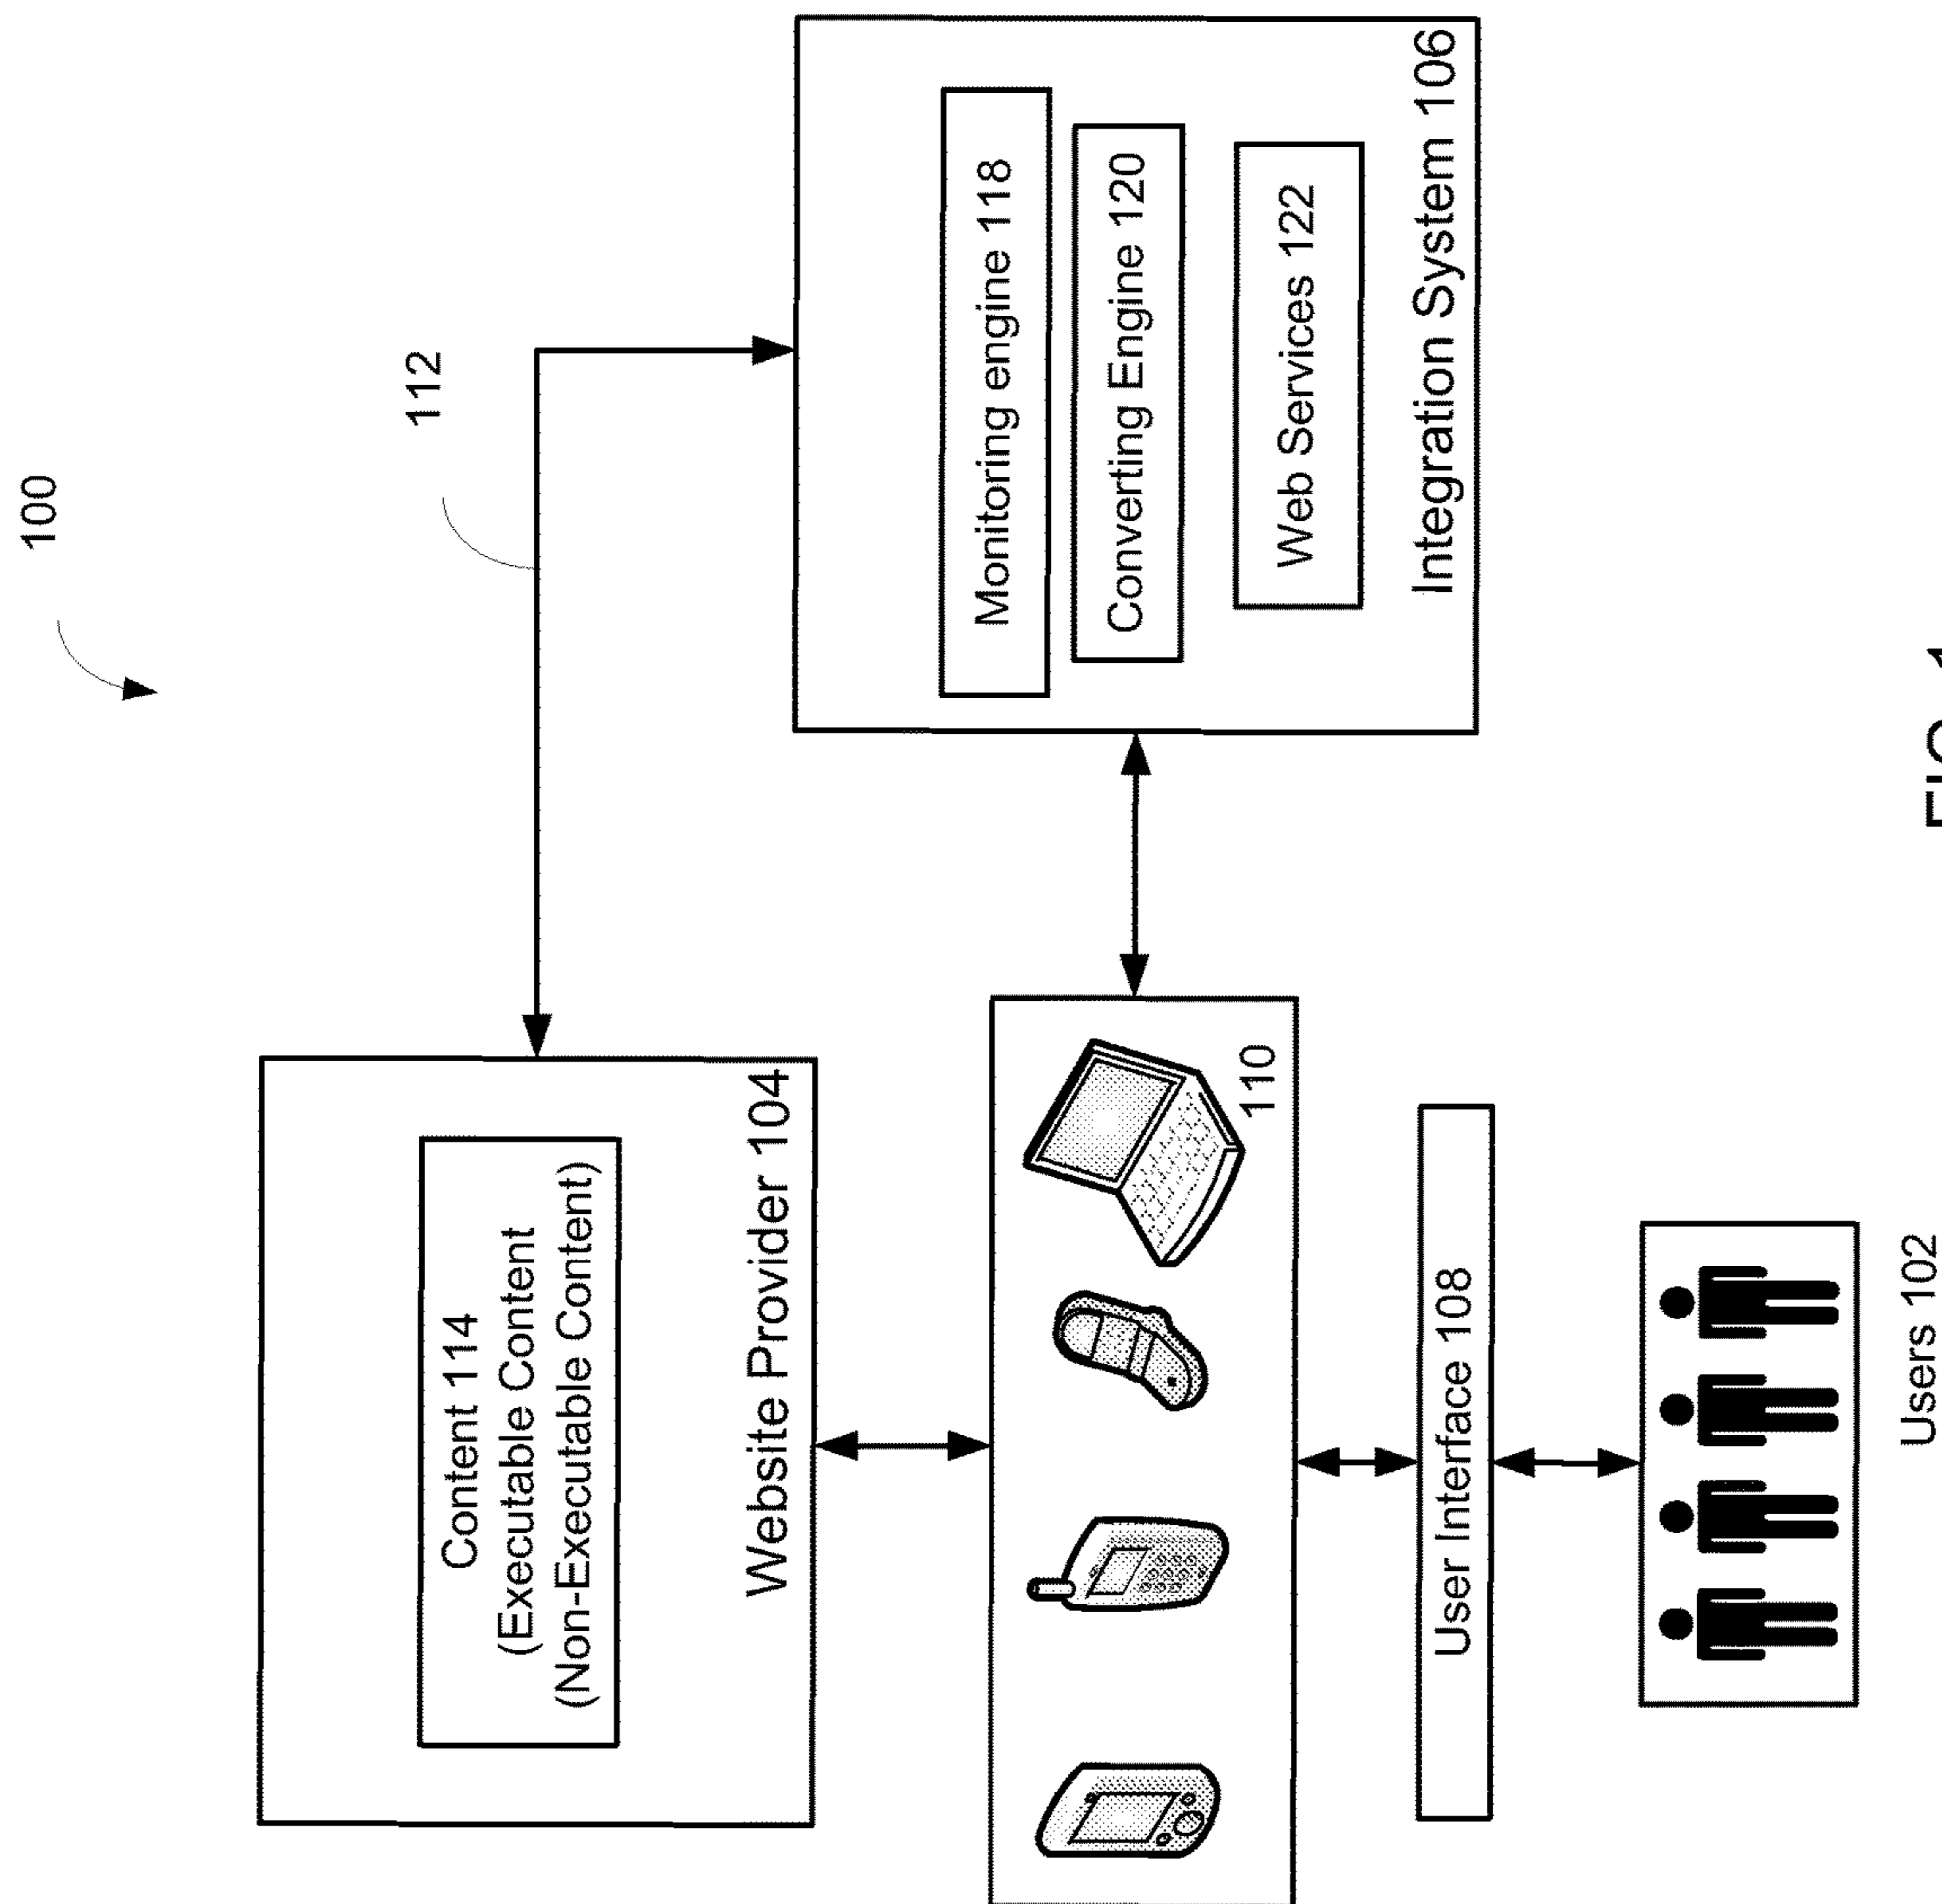 100
112
Content 114
(Executable Content
(Non-Executable Content)
Website Provider 104
Monitoring engine 118
Converting Engine 120
Web Services 122
Integration System 106
110
User Interface 108
Users 102